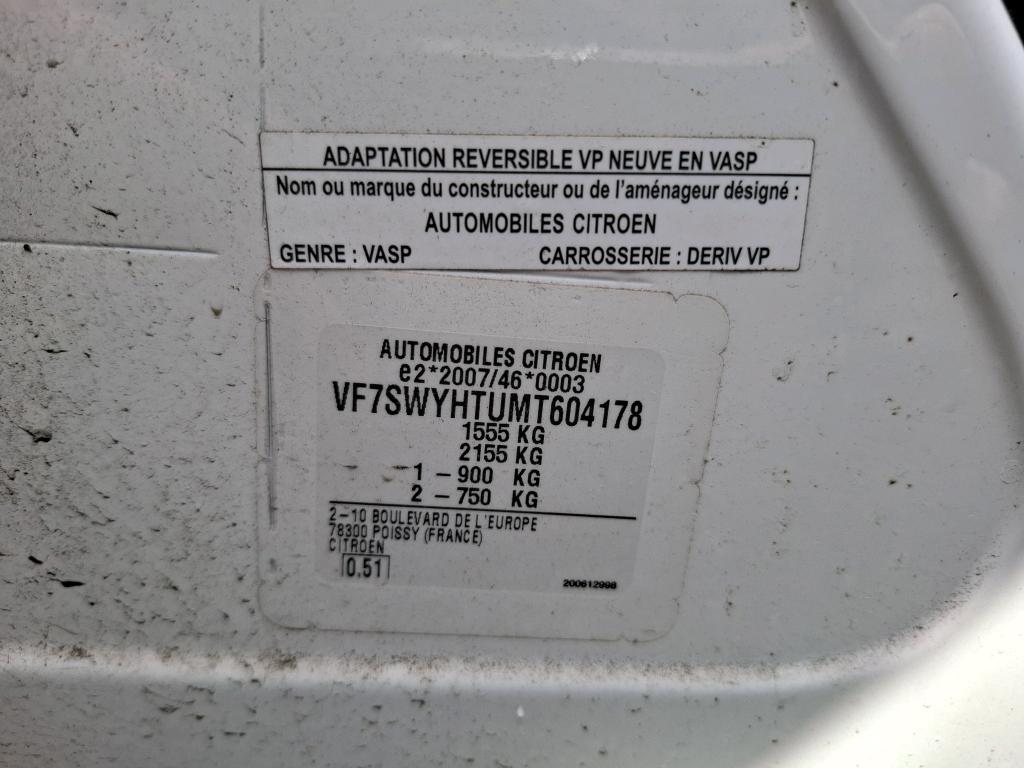 ADAPTATION REVERSIBLE VP NEUVE EN VASP
Nom ou marque du constructeur ou de l'aménageur désigné :
AUTOMOBILES CITROEN
GENRE : VASP CARROSSERIE : DERIV VP
AUTOMOBILES CITROEN
e2*2007/46*0003
VF7SWYHTUMT604178
1555 KG
2155 KG
1 - 900 KG
2 - 750 KG
2-10 BOULEVARD DE L'EUROPE
78300 POISSY (FRANCE)
CITROEN
0.51
200612998